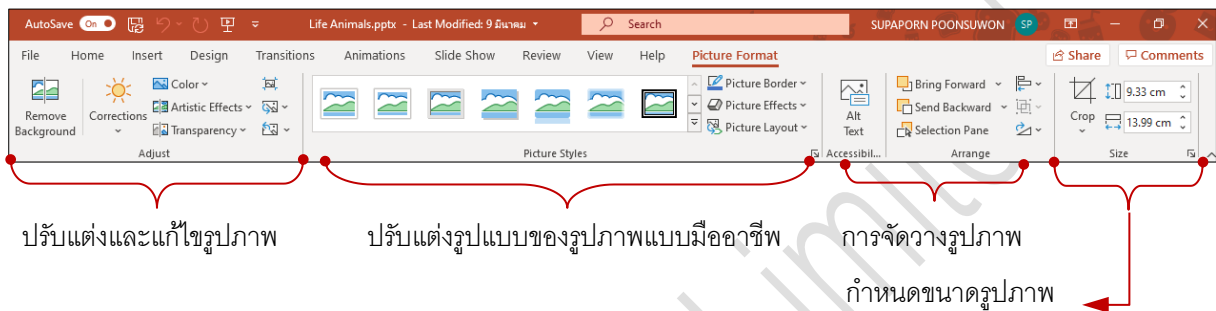 AutoSave On Life Animals.pptx - Last Modified: 9 มีนาคม Search SUPAPORN POONSUWON SP
File Home Insert Design Transitions Animations Slide Show Review View Help Picture Format Share Comments
Remove Background
Corrections
Color
Artistic Effects
Transparency
Adjust
Picture Border
Picture Effects
Picture Layout
Picture Styles
Alt Text
Accessibil...
Bring Forward
Send Backward
Selection Pane
Arrange
Crop
9.33 cm
13.99 cm
Size
ปรับแต่งและแก้ไขรูปภาพ
ปรับแต่งรูปแบบของรูปภาพแบบมืออาชีพ
การจัดวางรูปภาพ
กำหนดขนาดรูปภาพ